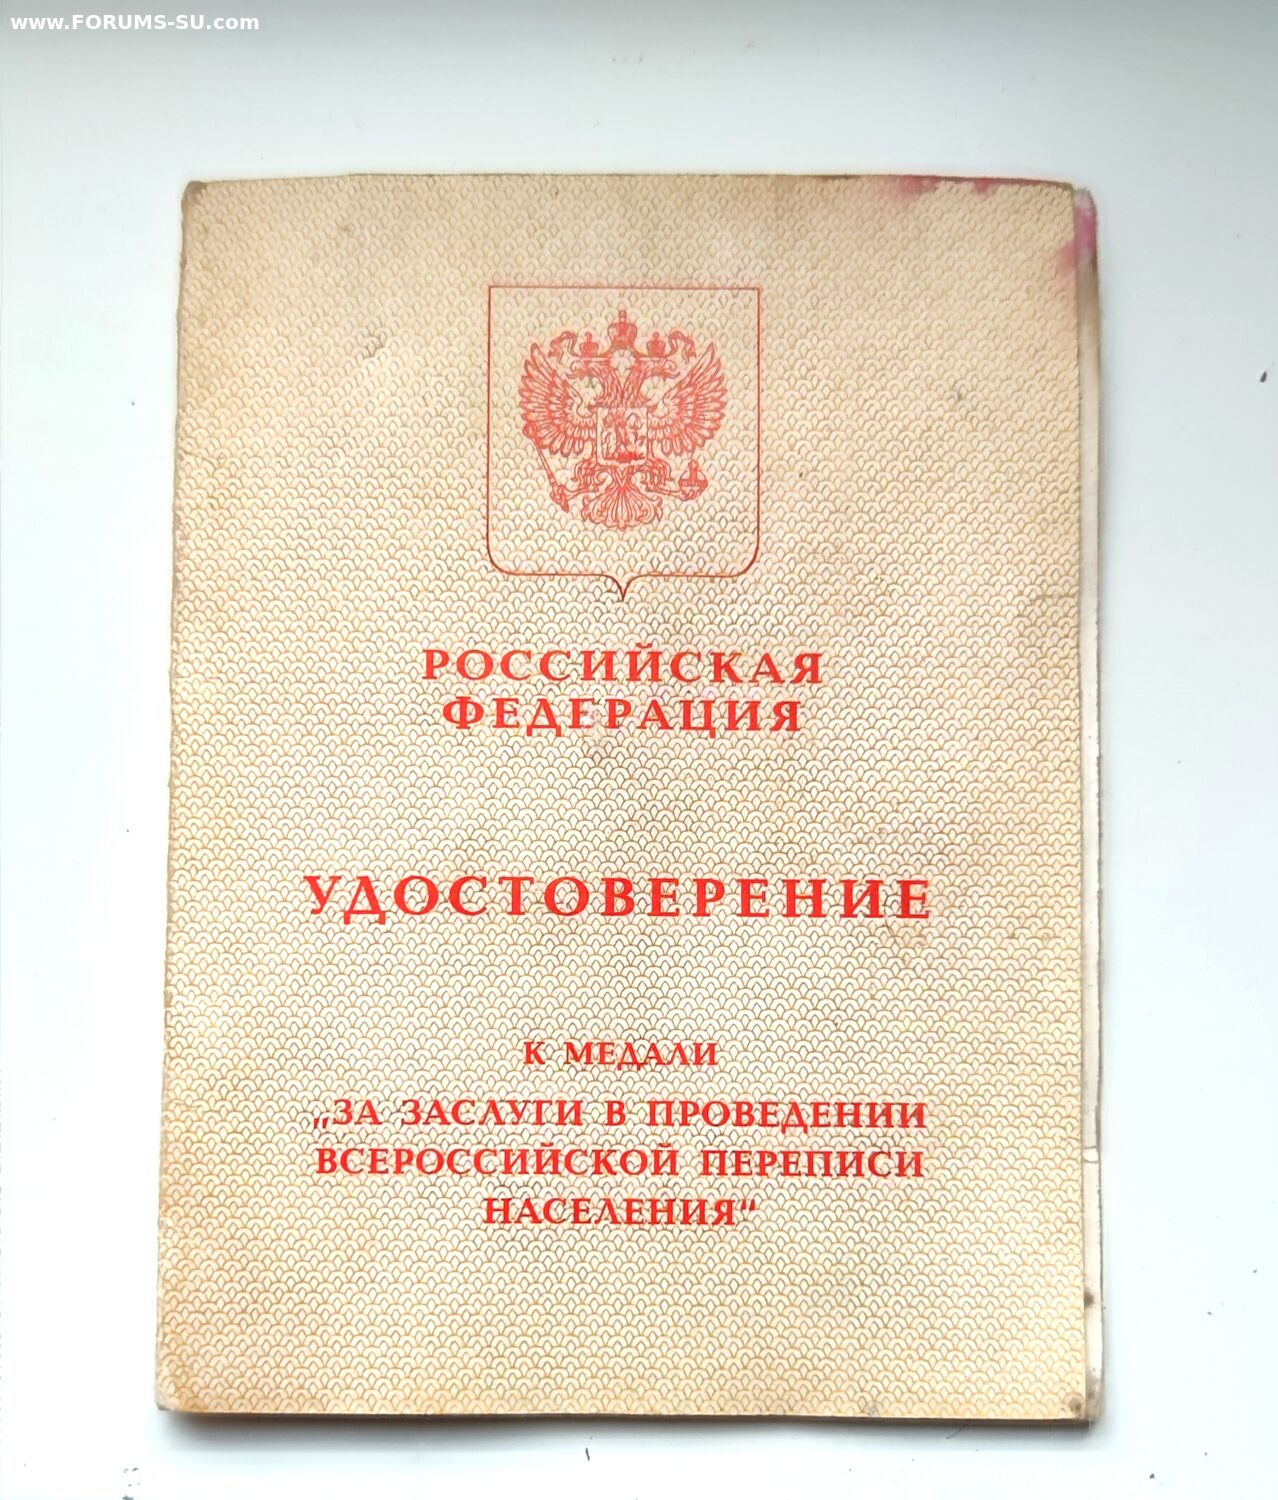 www.FORUMS-SU.com
РОССИЙСКАЯ
ФЕДЕРАЦИЯ
УДОСТОВЕРЕНИЕ
К МЕДАЛИ
„ЗА ЗАСЛУГИ В ПРОВЕДЕНИИ
ВСЕРОССИЙСКОЙ ПЕРЕПИСИ
НАСЕЛЕНИЯ“